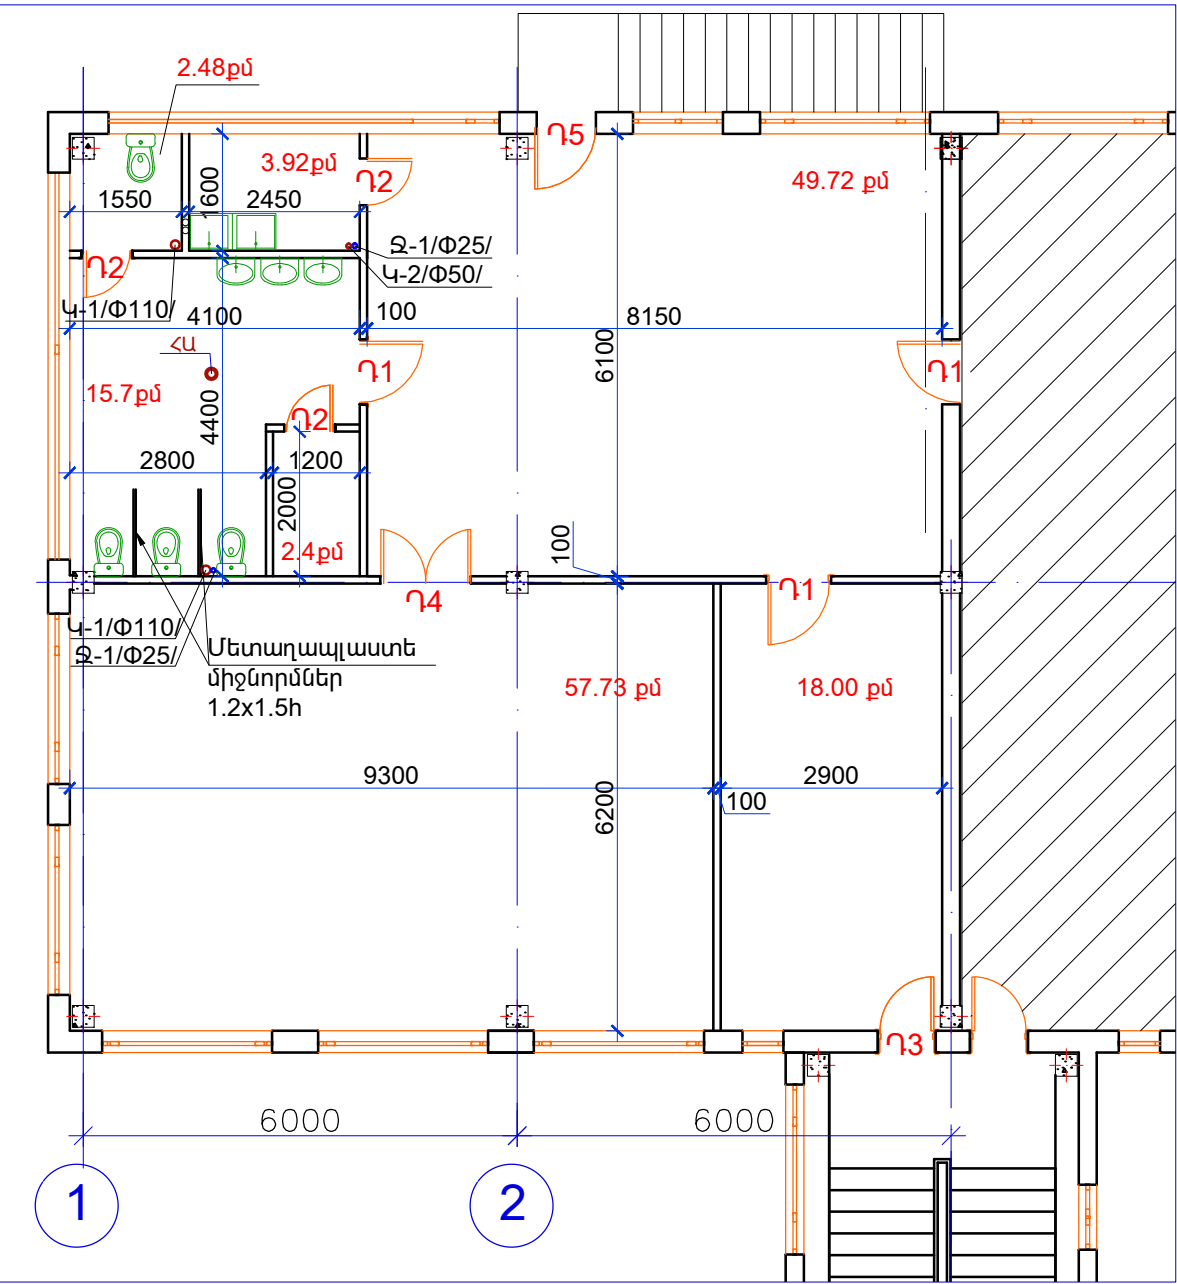 2.48քմ
Դ5
3.92քմ
Դ2
49.72 քմ
1550
1600
2450
Ջ-1/Փ25/
Դ2
Կ-2/Փ50/
Կ-1/Փ110/
4100
100
8150
6100
ՀԱ
Դ1
Դ1
15.7քմ
4400
Դ2
2800
1200
2000
2.4քմ
100
Դ4
Դ1
Կ-1/Փ110/
Ջ-1/Փ25/
Մետաղապլաստե
միջնորմներ
1.2x1.5h
57.73 քմ
18.00 քմ
9300
6200
2900
100
Դ3
6000
6000
1
2